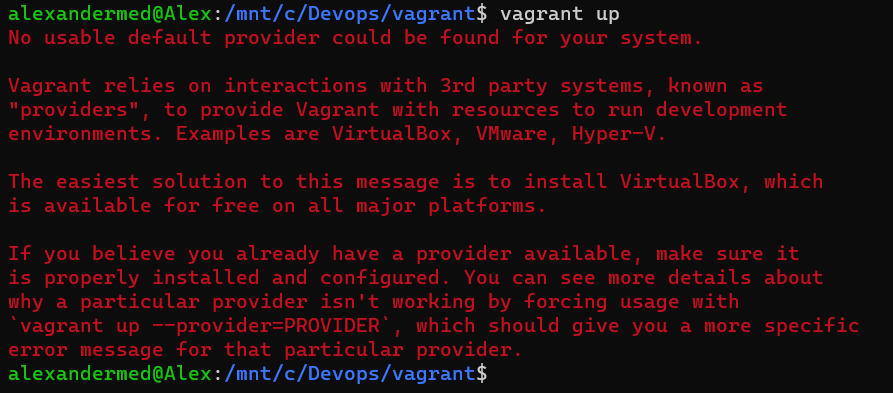 alexandermed@Alex:/mnt/c/Devops/vagrant$ vagrant up
No usable default provider could be found for your system.
Vagrant relies on interactions with 3rd party systems, known as
"providers", to provide Vagrant with resources to run development
environments. Examples are VirtualBox, VMware, Hyper-V.
The easiest solution to this message is to install VirtualBox, which
is available for free on all major platforms.
If you believe you already have a provider available, make sure it
is properly installed and configured. You can see more details about
why a particular provider isn't working by forcing usage with
`vagrant up --provider=PROVIDER`, which should give you a more specific
error message for that particular provider.
alexandermed@Alex:/mnt/c/Devops/vagrant$